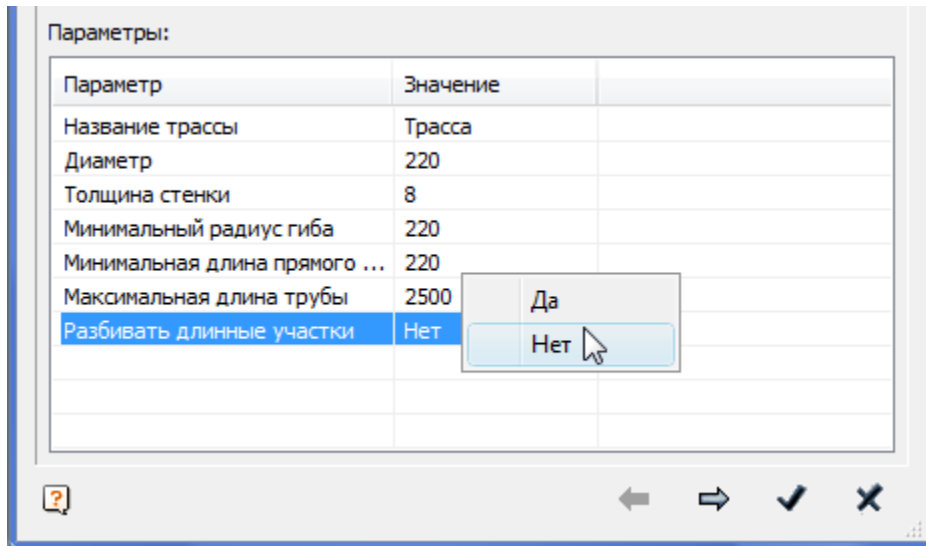 Параметры:
Параметр Значение
Название трассы Трасса
Диаметр 220
Толщина стенки 8
Минимальный радиус гиба 220
Минимальная длина прямого ... 220
Максимальная длина трубы 2500
Да
Разбивать длинные участки Нет
Нет
?